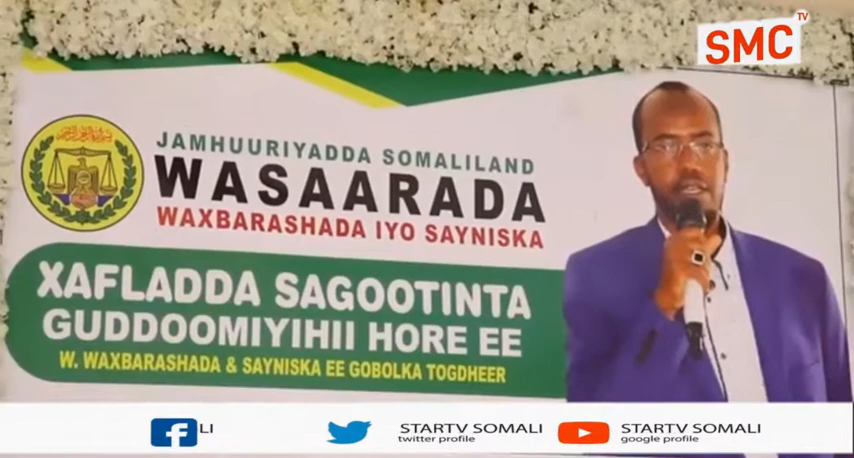 SMC TV
JAMHUURIYADDA SOMALILAND
WASAARADA
WAXBARASHADA IYO SAYNISKA
XAFLADDA SAGOOTINTA
GUDDOOMIYIHII HORE EE
W. WAXBARASHADA & SAYNISKA EE GOBOLKA TOGDHEER
LI
STARTV SOMALI
twitter profile
STARTV SOMALI
google profile